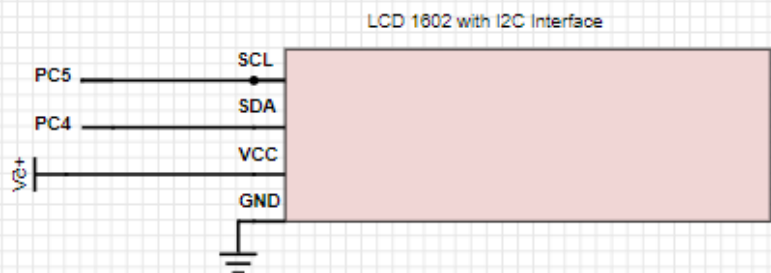 LCD 1602 with I2C Interface
SCL
PC5
SDA
PC4
VCC
Vc+
GND